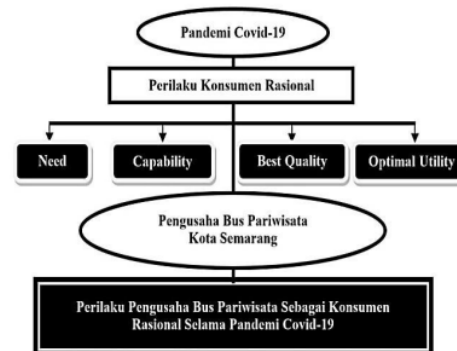 Pandemi Covid-19
Perilaku Konsumen Rasional
Need
Capability
Best Quality
Optimal Utility
Pengusaha Bus Pariwisata
Kota Semarang
Perilaku Pengusaha Bus Pariwisata Sebagai Konsumen
Rasional Selama Pandemi Covid-19